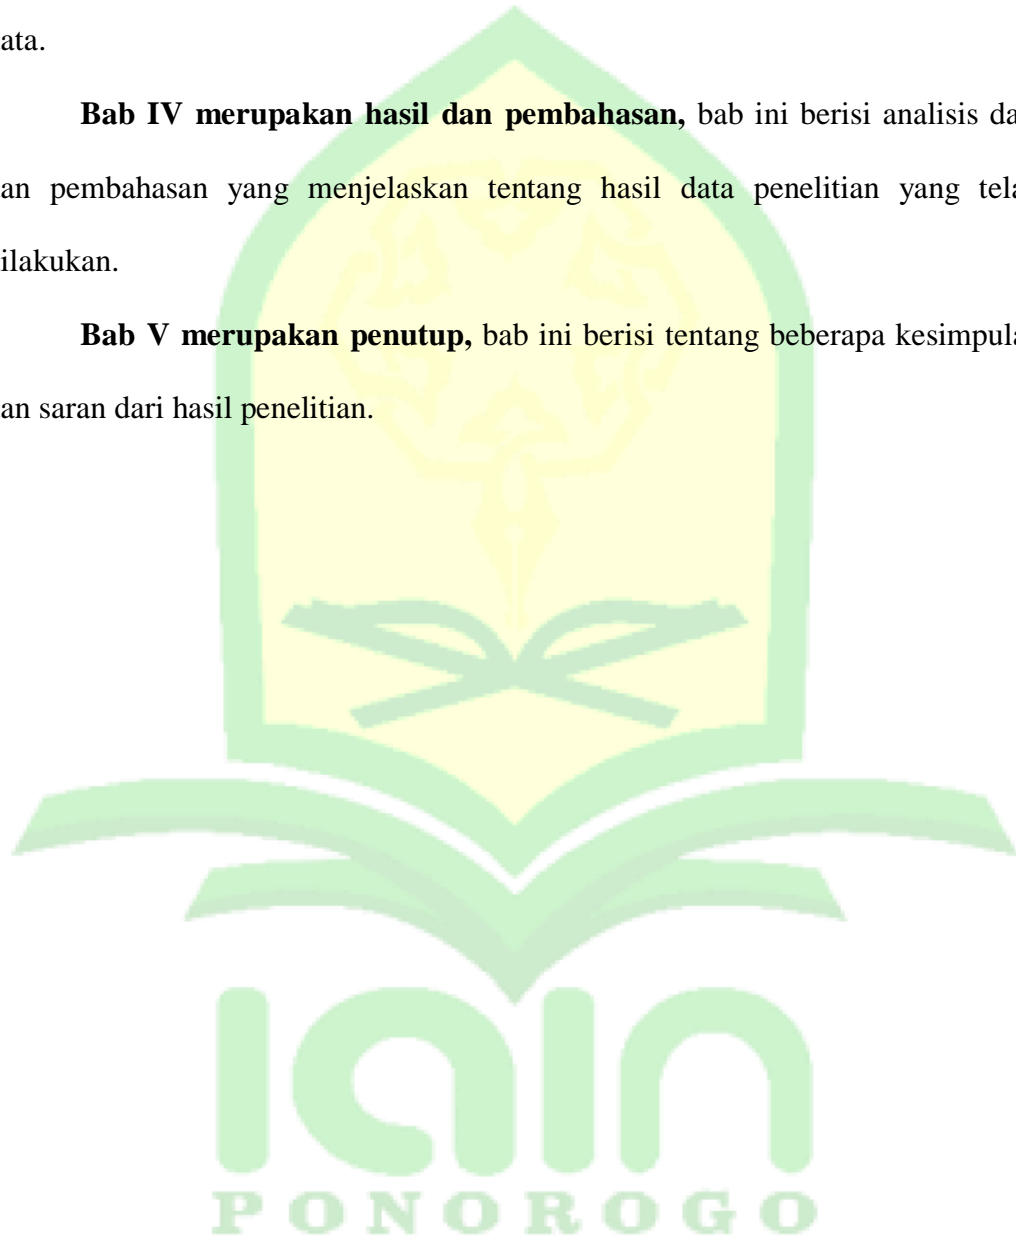 ata.
Bab IV merupakan hasil dan pembahasan, bab ini berisi analisis da
an pembahasan yang menjelaskan tentang hasil data penelitian yang tela
ilakukan.
Bab V merupakan penutup, bab ini berisi tentang beberapa kesimpula
an saran dari hasil penelitian.
iain
PONOROGO